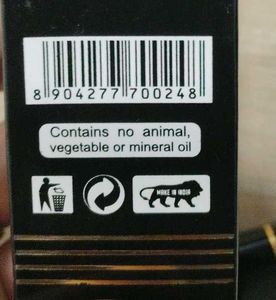 8 904277 700248
Contains no animal,
vegetable or mineral oil
MAKE IN INDIA